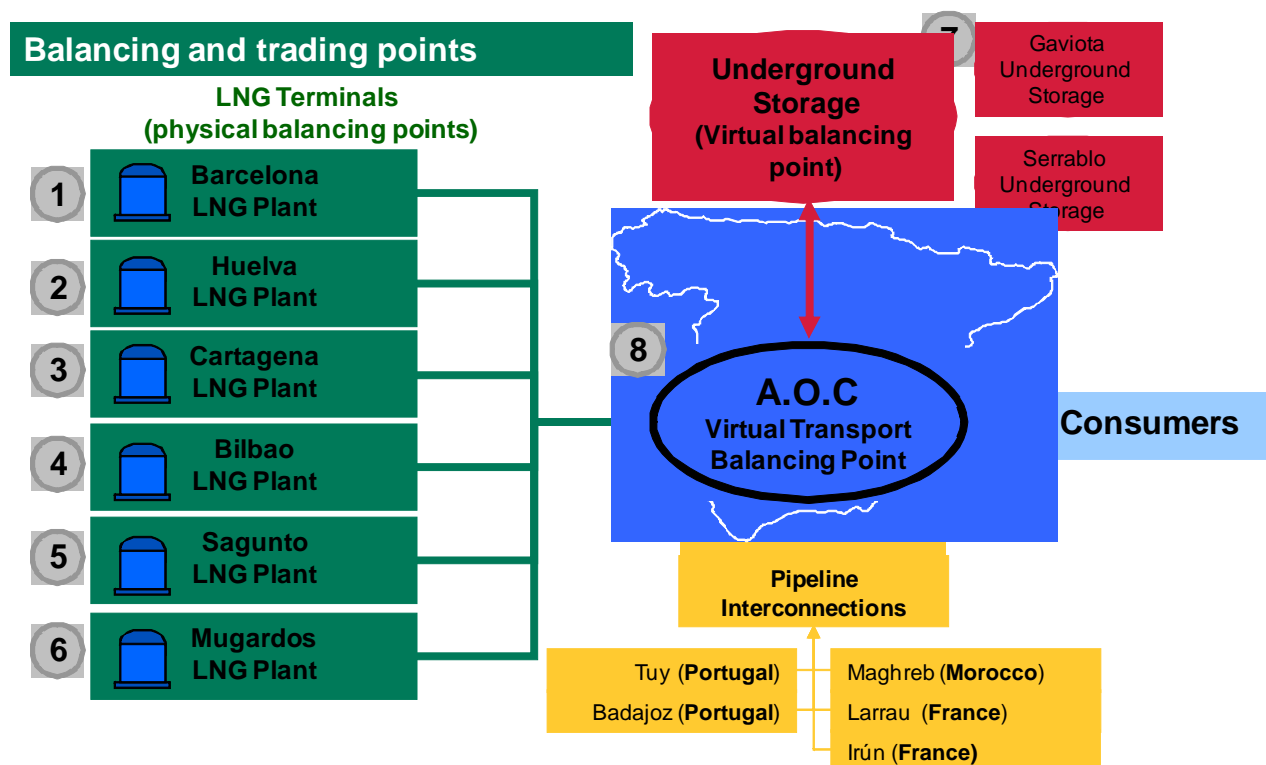 Balancing and trading points
LNG Terminals
(physical balancing points)
1
Barcelona
LNG Plant
2
Huelva
LNG Plant
3
Cartagena
LNG Plant
4
Bilbao
LNG Plant
5
Sagunto
LNG Plant
6
Mugardos
LNG Plant
Underground
Storage
(Virtual balancing
point)
7
Gaviota
Underground
Storage
Serrablo
Underground
Storage
8
A.O.C
Virtual Transport
Balancing Point
Consumers
Pipeline
Interconnections
Tuy (Portugal)
Badajoz (Portugal)
Maghreb (Morocco)
Larrau (France)
Irún (France)